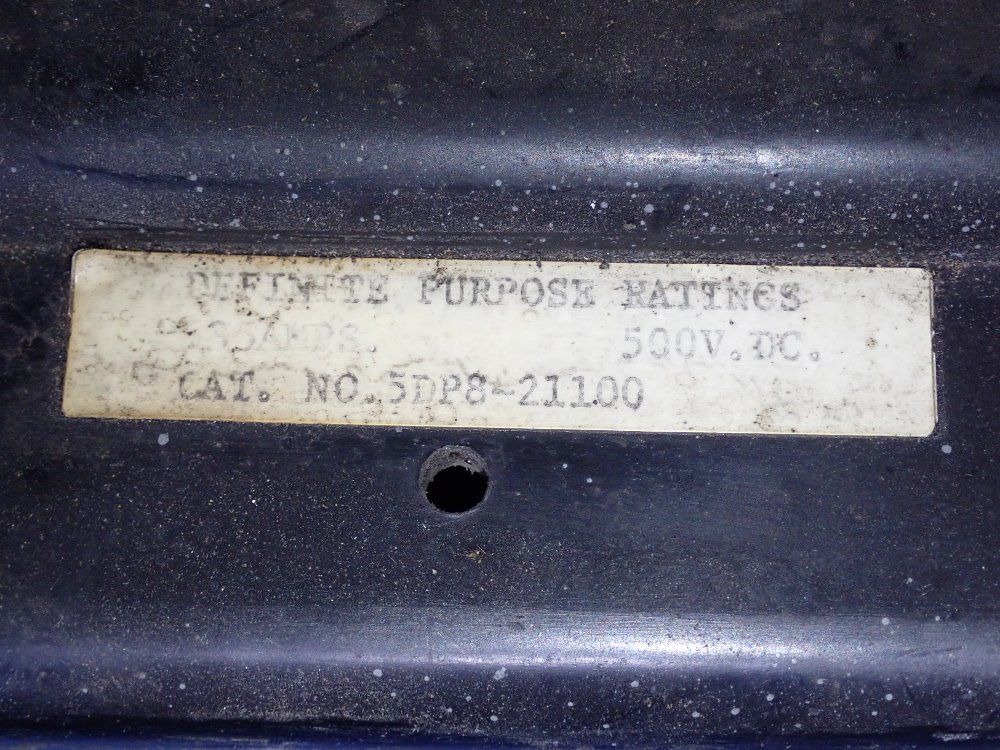 DEFINITE PURPOSE RATINGS
500V.DC.
CAT. NO.5DP8-21100